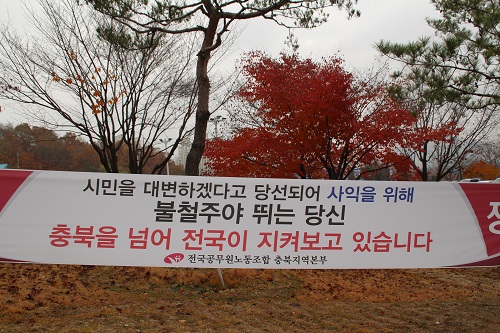 시민을 대변하겠다고 당선되어 사익을 위해
불철주야 뛰는 당신
충북을 넘어 전국이 지켜보고 있습니다
전국공무원노동조합 충북지역본부